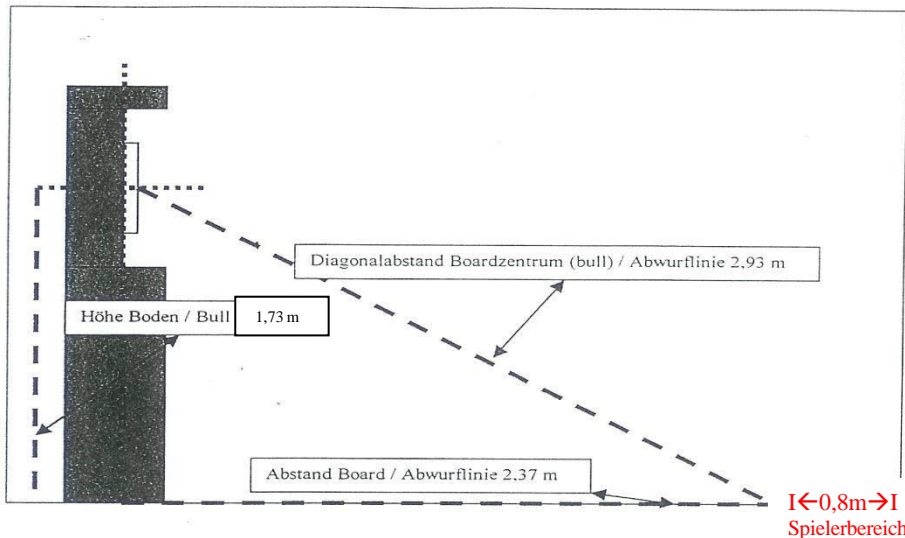 Diagonalabstand Boardzentrum (bull) / Abwurflinie 2,93 m
Höhe Boden / Bull 1,73 m
Abstand Board / Abwurflinie 2,37 m
I←0,8m→I
Spielerbereich